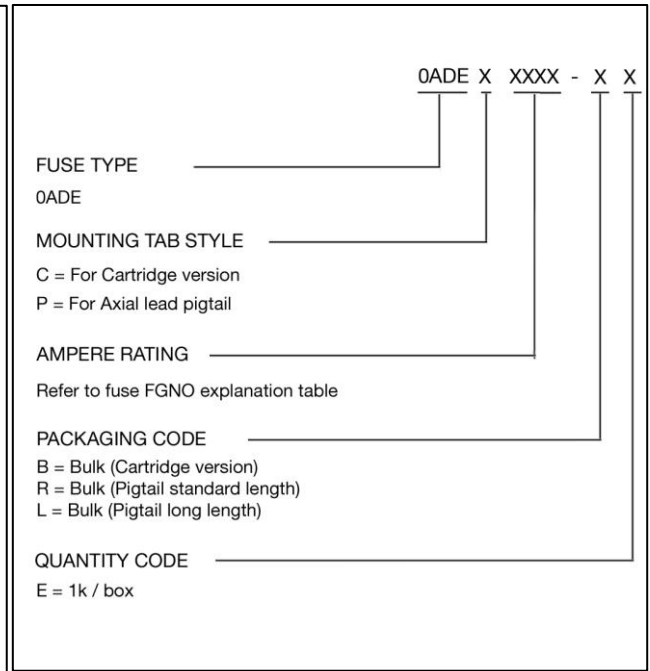 0ADE X XXXX - X X
FUSE TYPE
0ADE
MOUNTING TAB STYLE
C = For Cartridge version
P = For Axial lead pigtail
AMPERE RATING
Refer to fuse FGNO explanation table
PACKAGING CODE
B = Bulk (Cartridge version)
R = Bulk (Pigtail standard length)
L = Bulk (Pigtail long length)
QUANTITY CODE
E = 1k / box